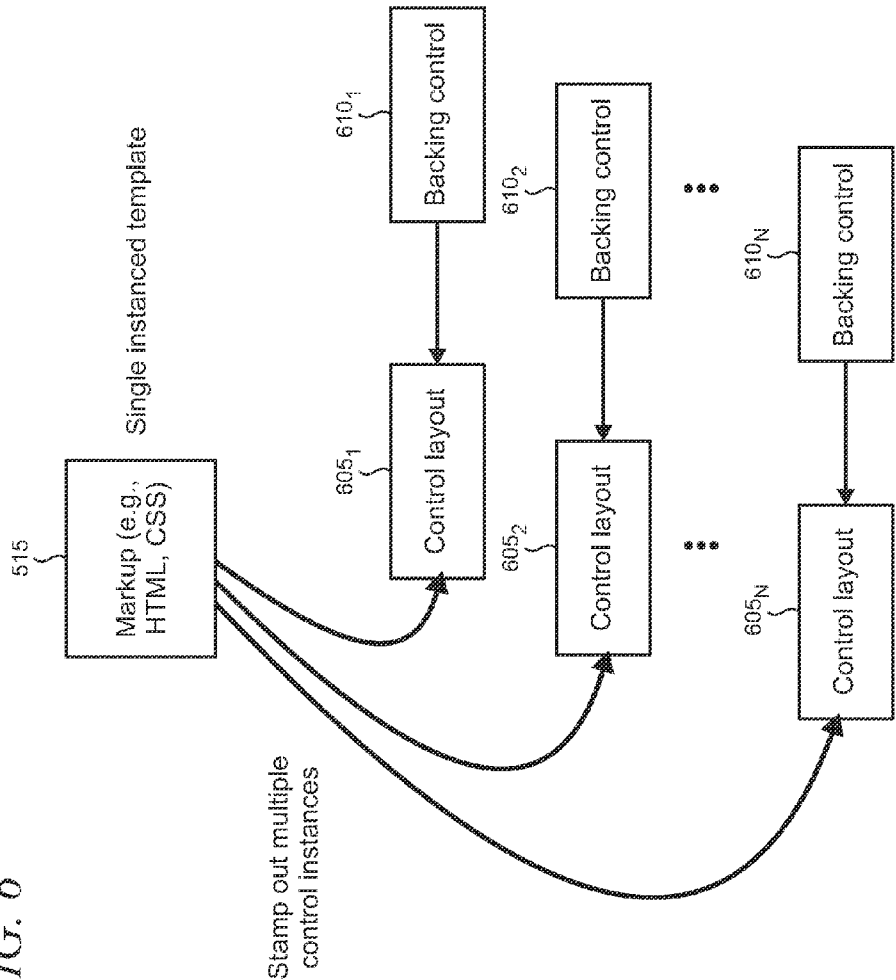 IG. 6
515
Markup (e.g.,
HTML, CSS)
Single instanced template
Stamp out multiple
control instances
605₁
Control layout
610₁
Backing control
605₂
Control layout
610₂
Backing control
•••
•••
605N
Control layout
610N
Backing control